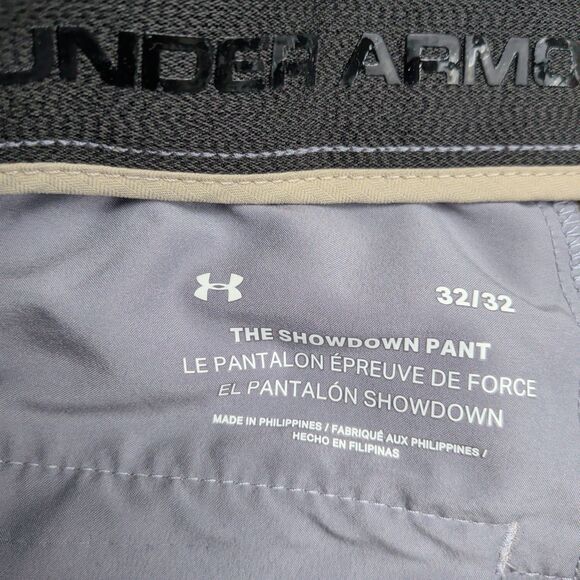 UNDER ARMO
32/32
THE SHOWDOWN PANT
LE PANTALON ÉPREUVE DE FORCE
EL PANTALÓN SHOWDOWN
MADE IN PHILIPPINES / FABRIQUÉ AUX PHILIPPINES /
HECHO EN FILIPINAS